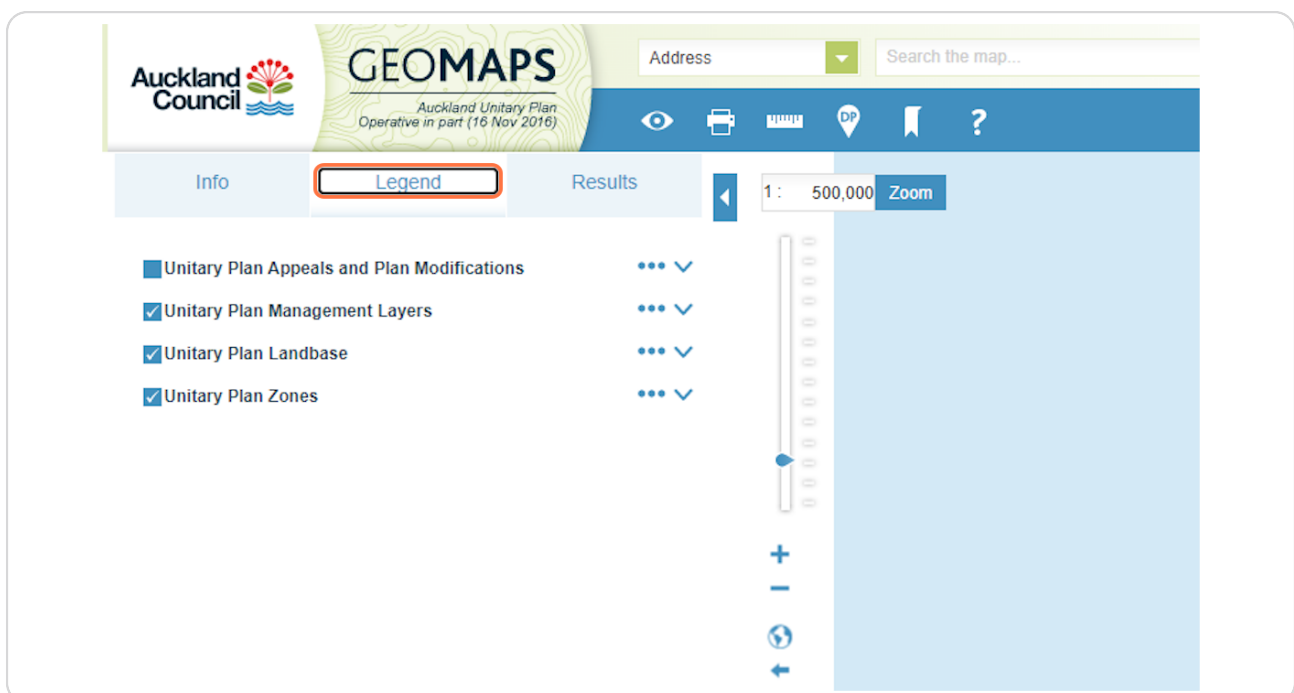 Auckland
Council
GEOMAPS
Auckland Unitary Plan
Operative in part (16 Nov 2016)
Address
Search the map...
DP
?
Info
Legend
Results
1 : 500,000
Zoom
Unitary Plan Appeals and Plan Modifications
Unitary Plan Management Layers
Unitary Plan Landbase
Unitary Plan Zones